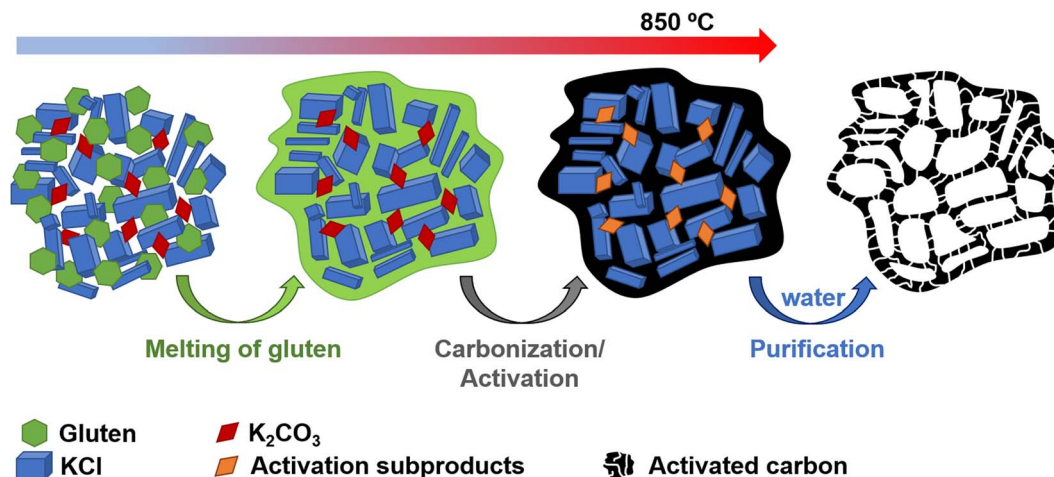 850 ºC
water
Melting of gluten
Carbonization/
Activation
Purification
Gluten
K₂CO₃
KCl
Activation subproducts
Activated carbon